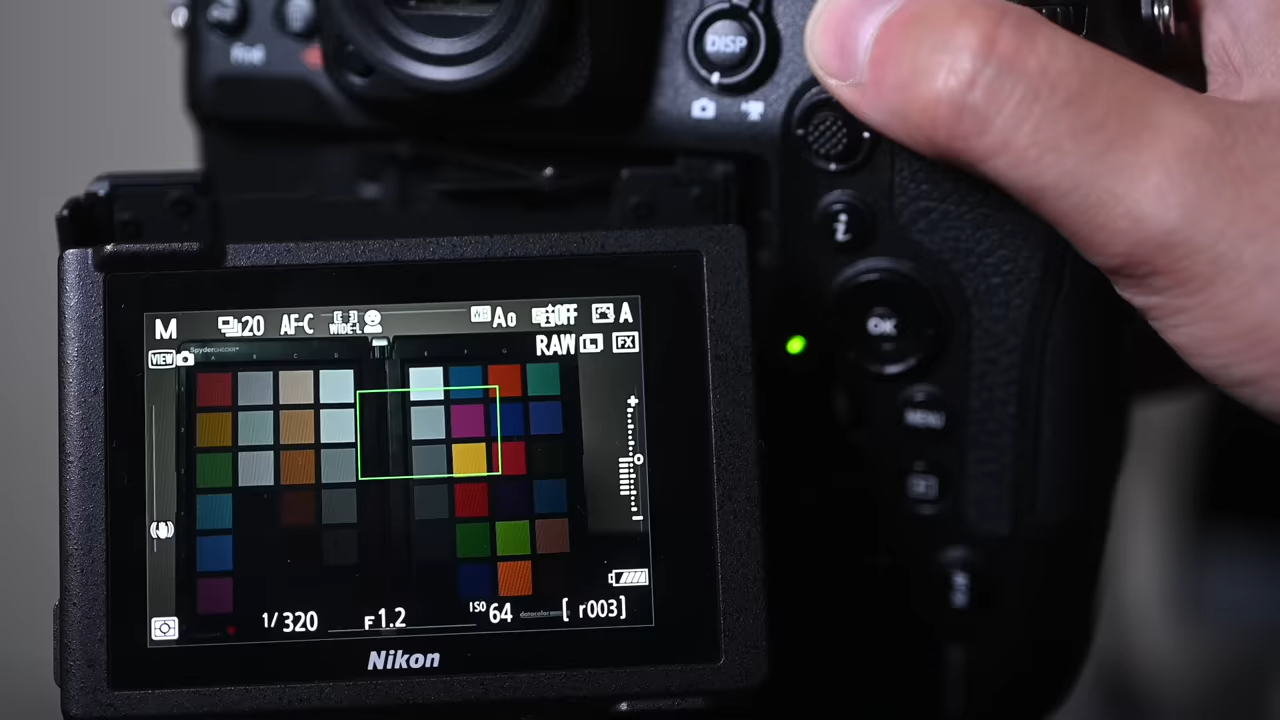 DISP
i
OK
MENU
M 20 AF-C WIDE-L WB A0 OFF A
VIEW RAW L FX
SpyderCHECKR
A B C D E F G
1/320 F1.2 ISO 64 [ r003]
datacolor
Nikon